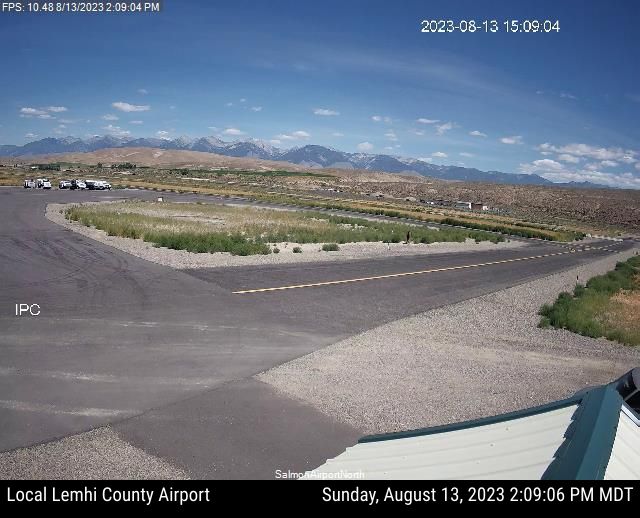 FPS: 10.48 8/13/2023 2:09:04 PM
2023-08-13 15:09:04
IPC
SalmonAirportNorth
Local Lemhi County Airport
Sunday, August 13, 2023 2:09:06 PM MDT